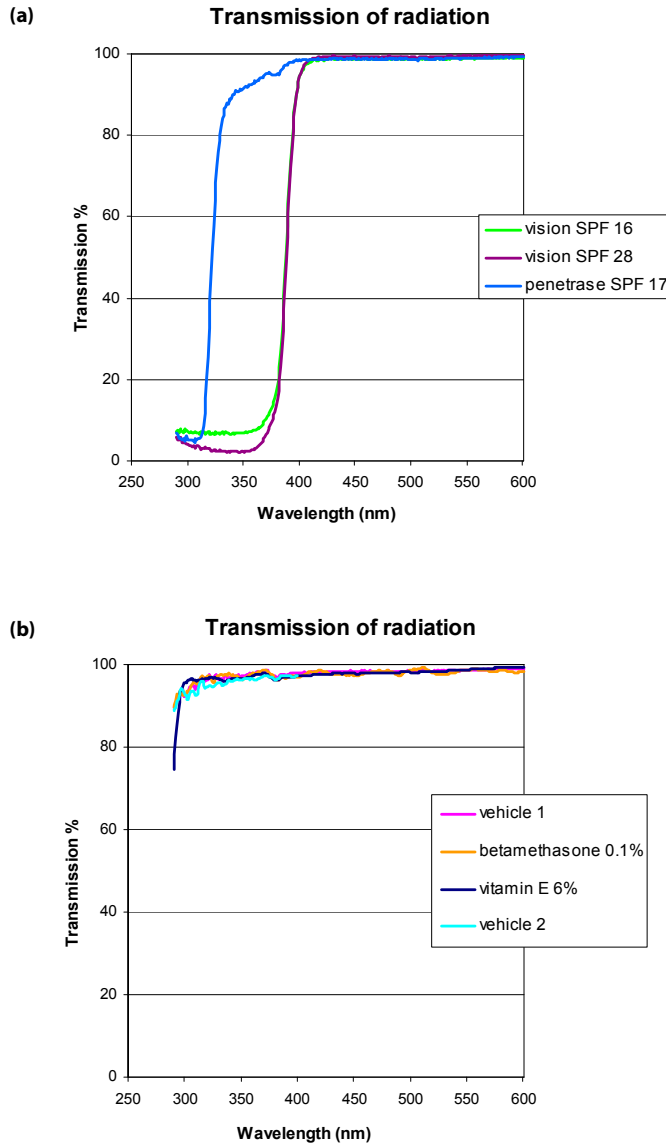 (a)
Transmission of radiation
100
80
60
40
20
0
Transmission %
250 300 350 400 450 500 550 600
Wavelength (nm)
vision SPF 16
vision SPF 28
penetrase SPF 17
(b)
Transmission of radiation
100
80
60
40
20
0
Transmission %
250 300 350 400 450 500 550 600
Wavelength (nm)
vehicle 1
betamethasone 0.1%
vitamin E 6%
vehicle 2